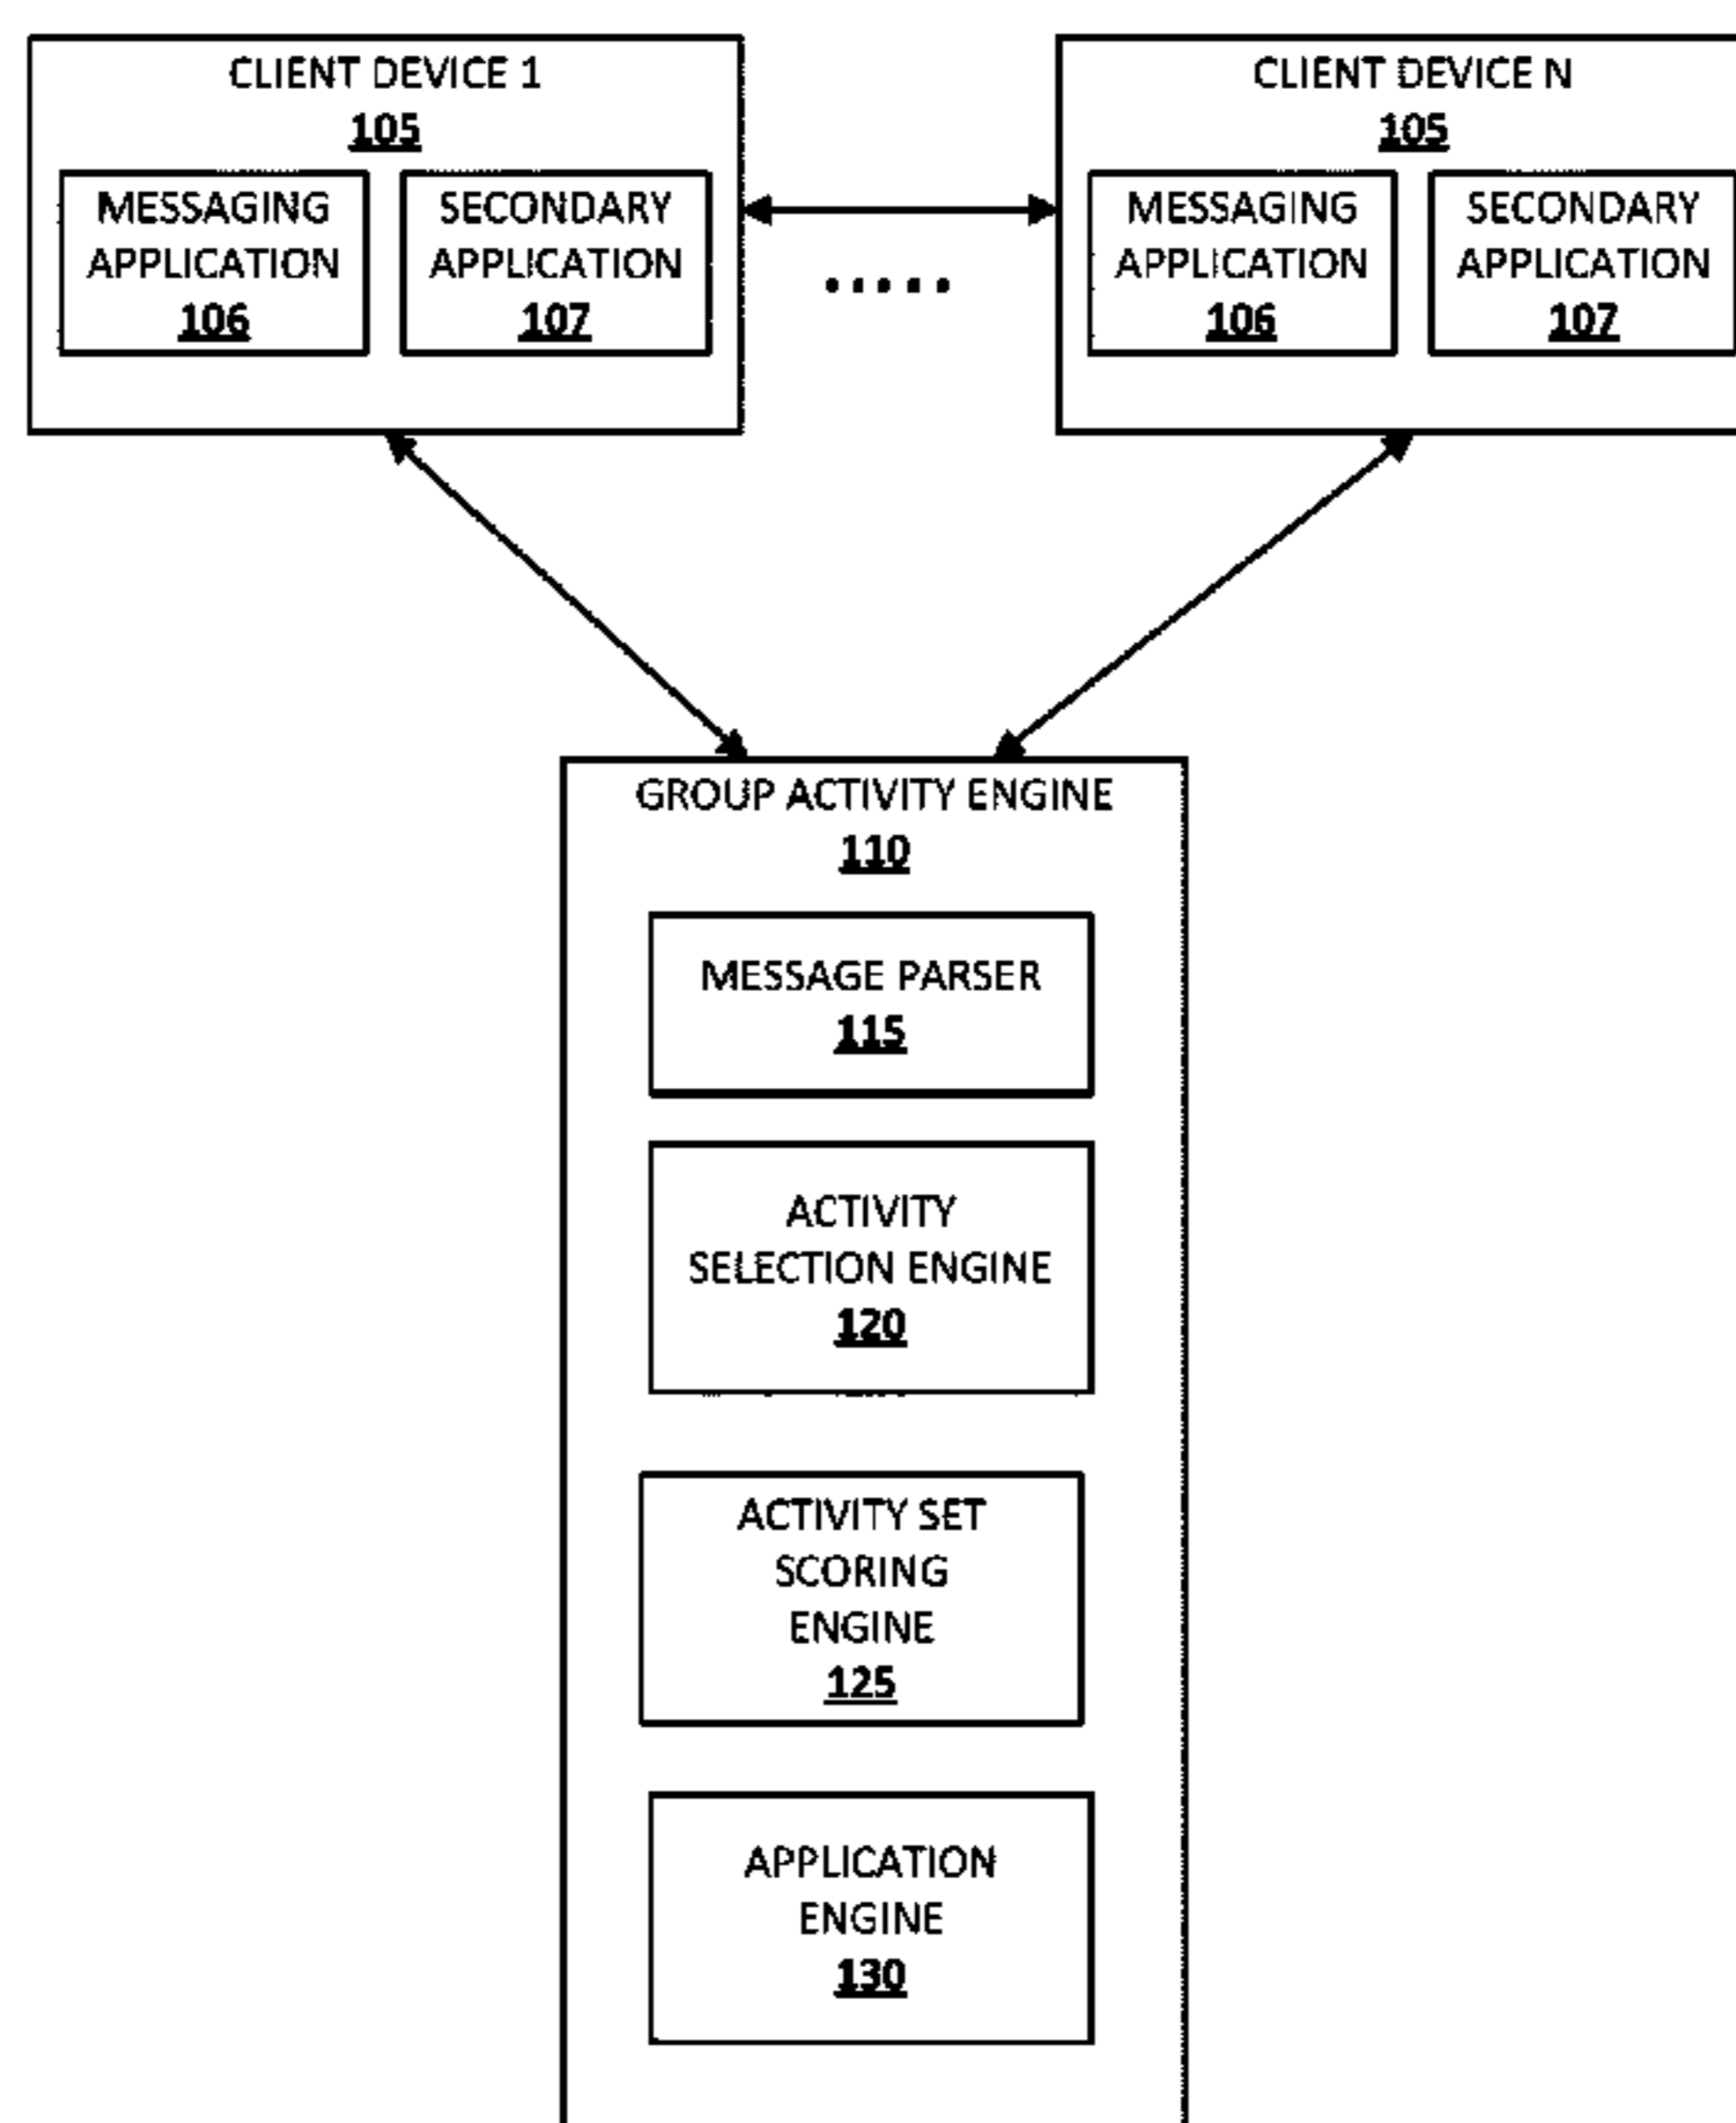 CLIENT DEVICE 1
105
MESSAGING
APPLICATION
106
SECONDARY
APPLICATION
107
.....
CLIENT DEVICE N
105
MESSAGING
APPLICATION
106
SECONDARY
APPLICATION
107
GROUP ACTIVITY ENGINE
110
MESSAGE PARSER
115
ACTIVITY
SELECTION ENGINE
120
ACTIVITY SET
SCORING
ENGINE
125
APPLICATION
ENGINE
130